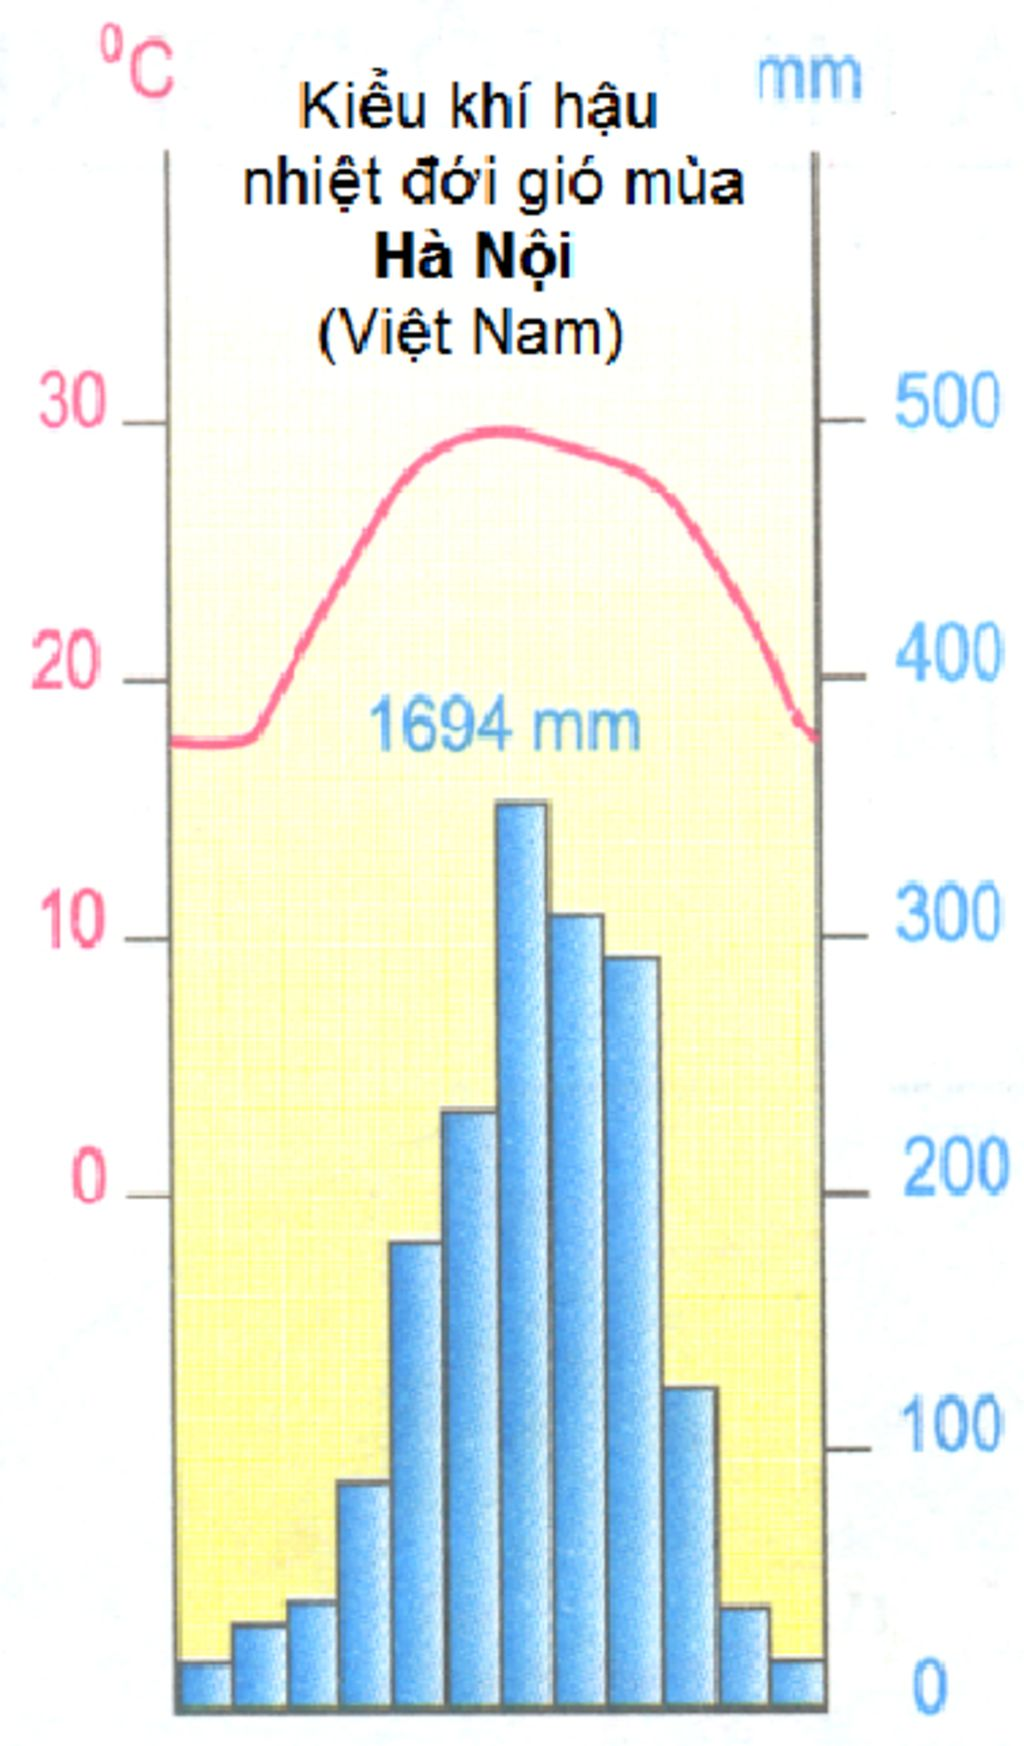 ⁰C
mm
Kiểu khí hậu
nhiệt đới gió mùa
Hà Nội
(Việt Nam)
30
500
20
400
1694 mm
10
300
0
200
100
0